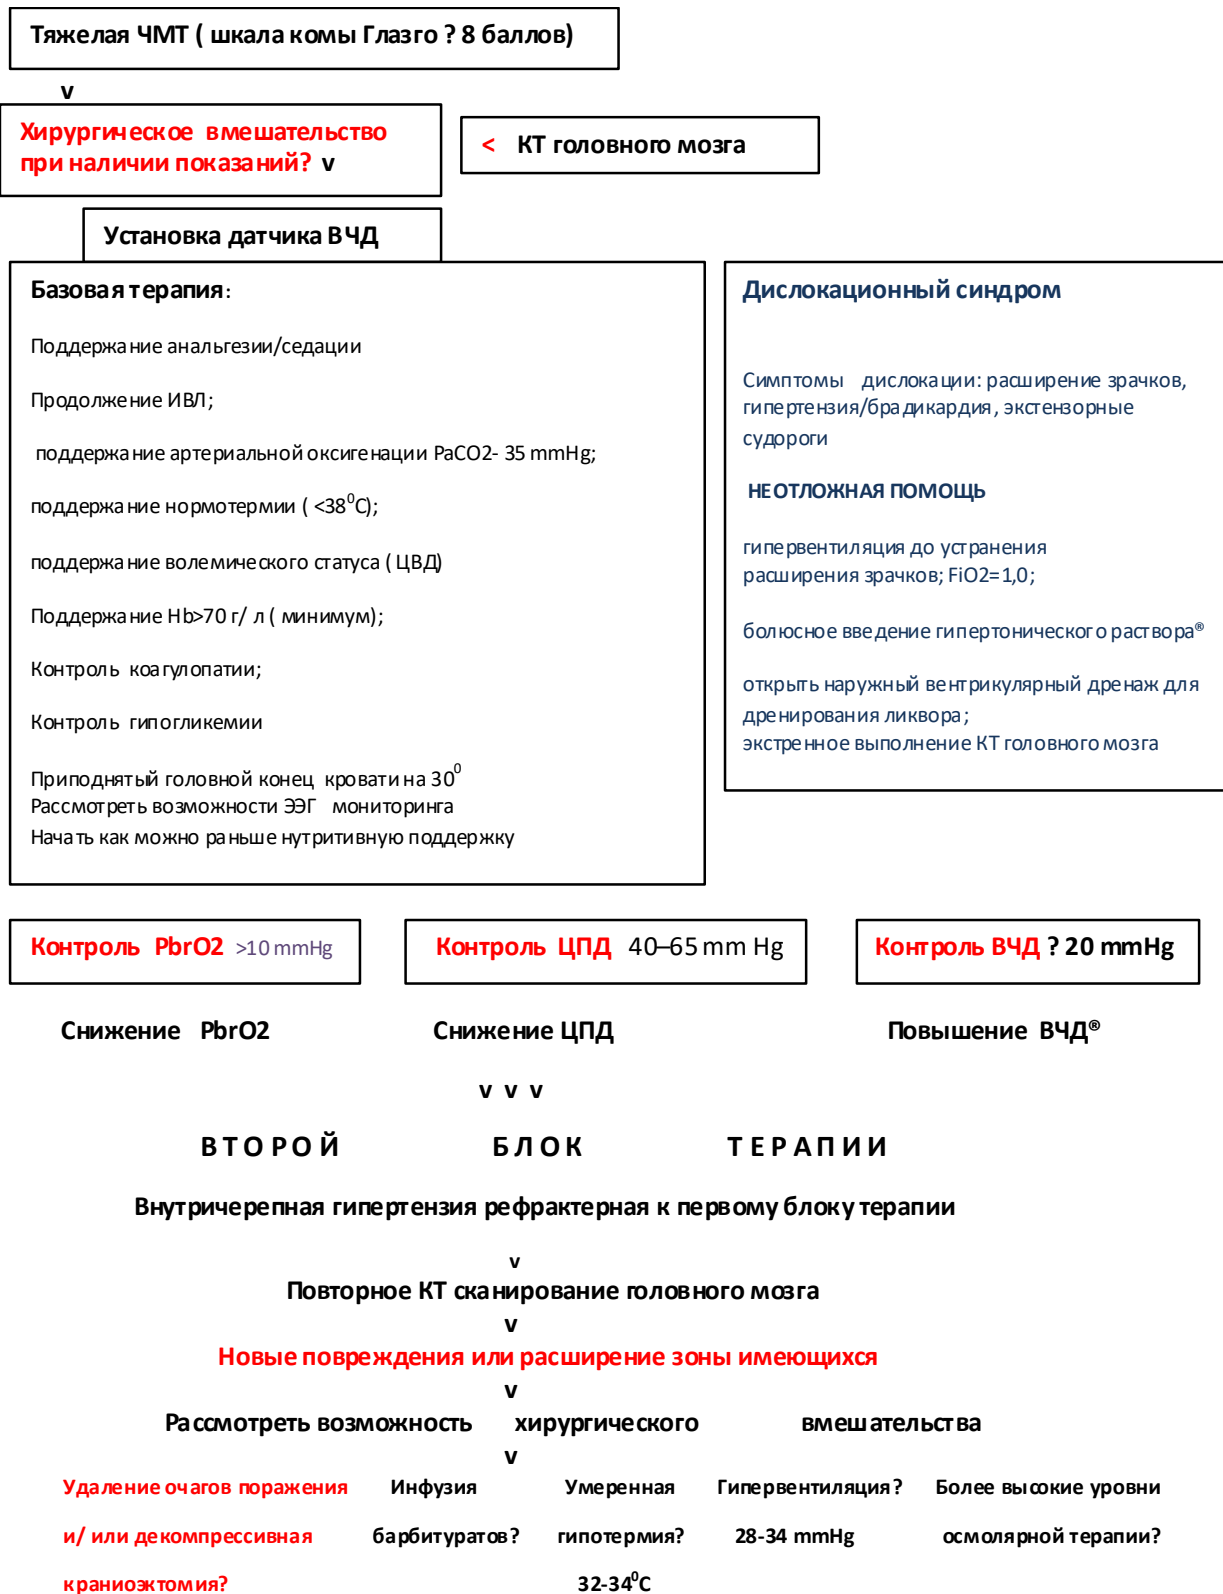 Тяжелая ЧМТ ( шкала комы Глазго ? 8 баллов)
v
Хирургическое вмешательство
при наличии показаний? v
< КТ головного мозга
Установка датчика ВЧД
Базовая терапия:
Поддержание анальгезии/седации
Продолжение ИВЛ;
поддержание артериальной оксигенации PaCO2- 35 mmHg;
поддержание нормотермии ( <38⁰C);
поддержание волемического статуса ( ЦВД)
Поддержание Hb>70 г/ л ( минимум);
Контроль коагулопатии;
Контроль гипогликемии
Приподнятый головной конец кровати на 30⁰
Рассмотреть возможности ЭЭГ мониторинга
Начать как можно раньше нутритивную поддержку
Дислокационный синдром
Симптомы дислокации: расширение зрачков,
гипертензия/брадикардия, экстензорные
судороги
НЕОТЛОЖНАЯ ПОМОЩЬ
гипервентиляция до устранения
расширения зрачков; FiO2=1,0;
болюсное введение гипертонического раствора®
открыть наружный вентрикулярный дренаж для
дренирования ликвора;
экстренное выполнение КТ головного мозга
Контроль PbrO2 >10 mmHg
Контроль ЦПД 40–65 mm Hg
Контроль ВЧД ? 20 mmHg
Снижение PbrO2
Снижение ЦПД
Повышение ВЧД®
v v v
В Т О Р О Й Б Л О К Т Е Р А П И И
Внутричерепная гипертензия рефрактерная к первому блоку терапии
v
Повторное КТ сканирование головного мозга
v
Новые повреждения или расширение зоны имеющихся
v
Рассмотреть возможность хирургического вмешательства
v
Удаление очагов поражения
и/ или декомпрессивная
краниоэктомия?
Инфузия
барбитуратов?
Умеренная
гипотермия?
32-34⁰C
Гипервентиляция?
28-34 mmHg
Более высокие уровни
осмолярной терапии?